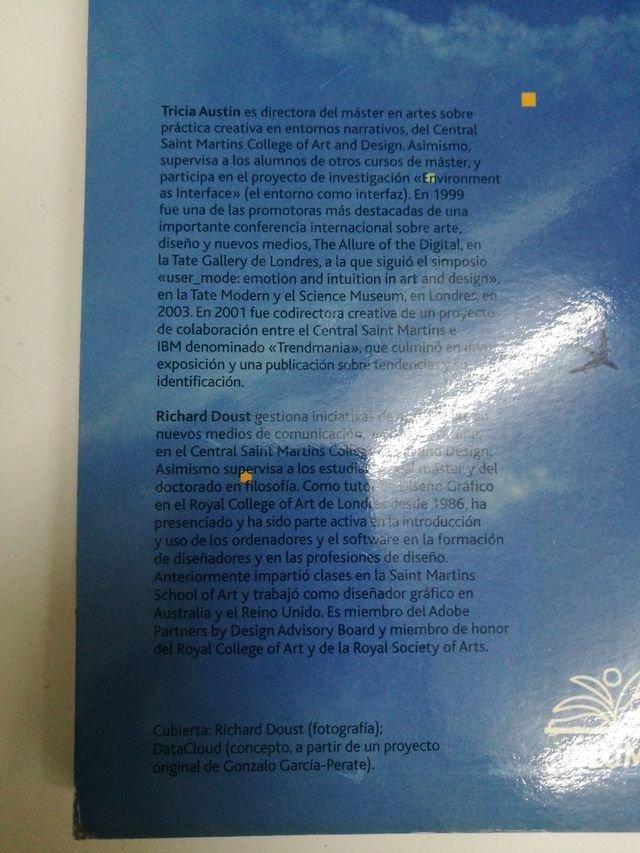 Tricia Austin es directora del máster en artes sobre
práctica creativa en entornos narrativos, del Central
Saint Martins College of Art and Design. Asimismo,
supervisa a los alumnos de otros cursos de máster, y
participa en el proyecto de investigación «Environment
as Interface» (el entorno como interfaz). En 1999
fue una de las promotoras más destacadas de una
importante conferencia internacional sobre arte,
diseño y nuevos medios, The Allure of the Digital, en
la Tate Gallery de Londres, a la que siguió el simposio
«user_mode: emotion and intuition in art and design»,
en la Tate Modern y el Science Museum, en Londres, en
2003. En 2001 fue codirectora creativa de un proyecto
de colaboración entre el Central Saint Martins e
IBM denominado «Trendmania», que culminó en una
exposición y una publicación sobre tendencias y su
identificación.
Richard Doust gestiona iniciativas de
nuevos medios de comunicación,
en el Central Saint Martins College and Design.
Asimismo supervisa a los estudiantes máster y del
doctorado en filosofía. Como tutor de Diseño Gráfico
en el Royal College of Art de Londres desde 1986, ha
presenciado y ha sido parte activa en la introducción
y uso de los ordenadores y el software en la formación
de diseñadores y en las profesiones de diseño.
Anteriormente impartió clases en la Saint Martins
School of Art y trabajó como diseñador gráfico en
Australia y el Reino Unido. Es miembro del Adobe
Partners by Design Advisory Board y miembro de honor
del Royal College of Art y de la Royal Society of Arts.
Cubierta: Richard Doust (fotografía);
DataCloud (concepto, a partir de un proyecto
original de Gonzalo García-Perate).